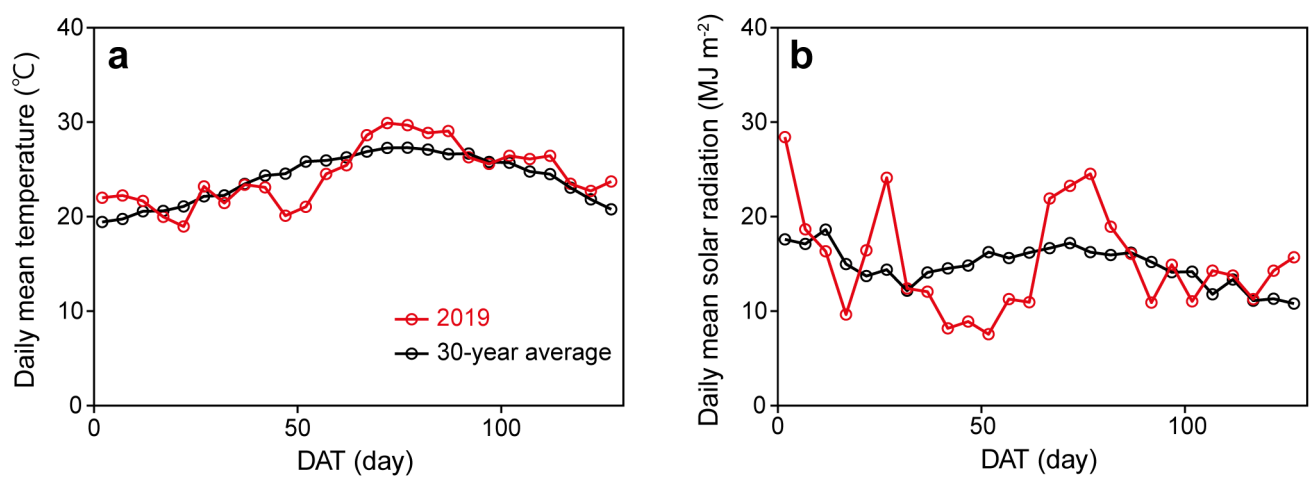 a
Daily mean temperature (℃)
40
30
20
10
0
0
50
100
DAT (day)
2019
30-year average
b
Daily mean solar radiation (MJ m-2)
40
30
20
10
0
0
50
100
DAT (day)